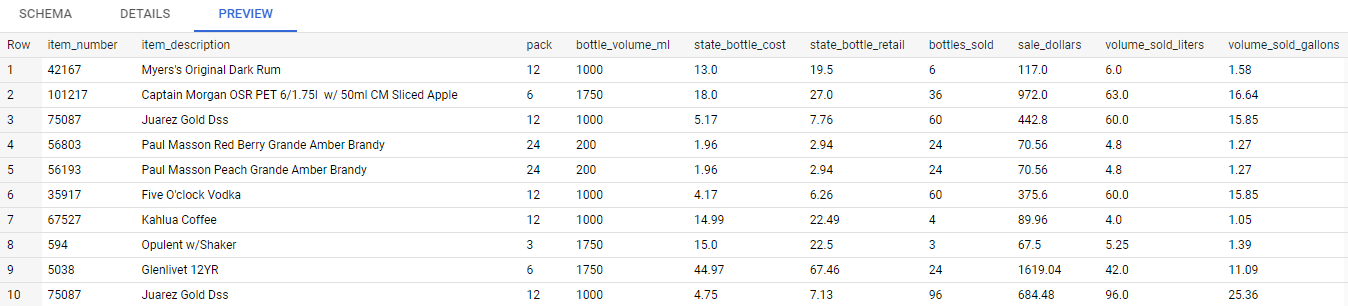 SCHEMA DETAILS PREVIEW
Row item_number item_description pack bottle_volume_ml state_bottle_cost state_bottle_retail bottles_sold sale_dollars volume_sold_liters volume_sold_gallons
1 42167 Myers's Original Dark Rum 12 1000 13.0 19.5 6 117.0 6.0 1.58
2 101217 Captain Morgan OSR PET 6/1.75l  w/ 50ml CM Sliced Apple 6 1750 18.0 27.0 36 972.0 63.0 16.64
3 75087 Juarez Gold Dss 12 1000 5.17 7.76 60 442.8 60.0 15.85
4 56803 Paul Masson Red Berry Grande Amber Brandy 24 200 1.96 2.94 24 70.56 4.8 1.27
5 56193 Paul Masson Peach Grande Amber Brandy 24 200 1.96 2.94 24 70.56 4.8 1.27
6 35917 Five O'clock Vodka 12 1000 4.17 6.26 60 375.6 60.0 15.85
7 67527 Kahlua Coffee 12 1000 14.99 22.49 4 89.96 4.0 1.05
8 594 Opulent w/Shaker 3 1750 15.0 22.5 3 67.5 5.25 1.39
9 5038 Glenlivet 12YR 6 1750 44.97 67.46 24 1619.04 42.0 11.09
10 75087 Juarez Gold Dss 12 1000 4.75 7.13 96 684.48 96.0 25.36